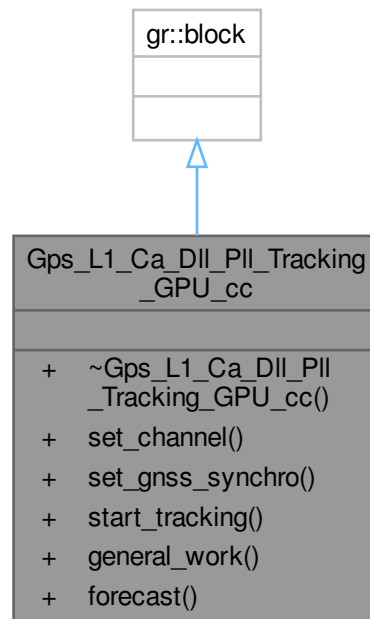 gr::block
Gps_L1_Ca_Dll_Pll_Tracking
_GPU_cc
+ ~Gps_L1_Ca_Dll_Pll
_Tracking_GPU_cc()
+ set_channel()
+ set_gnss_synchro()
+ start_tracking()
+ general_work()
+ forecast()